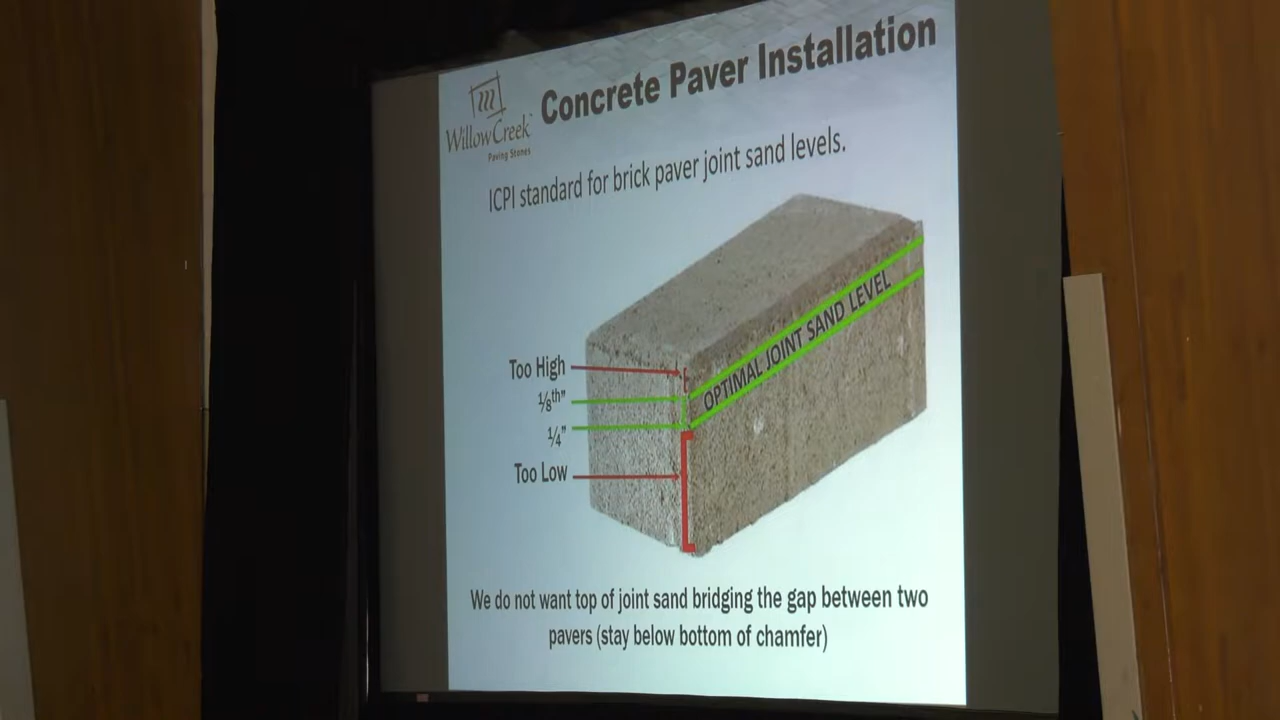 Concrete Paver Installation
WillowCreek
Paving Stones
ICPI standard for brick paver joint sand levels.
OPTIMAL JOINT SAND LEVEL
Too High
⅛th"
¼"
Too Low
We do not want top of joint sand bridging the gap between two
pavers (stay below bottom of chamfer)